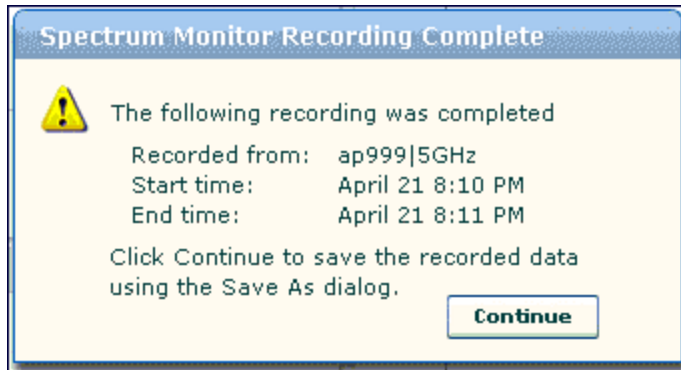 Spectrum Monitor Recording Complete
The following recording was completed
Recorded from: ap999|5GHz
Start time: April 21 8:10 PM
End time: April 21 8:11 PM
Click Continue to save the recorded data
using the Save As dialog.
Continue